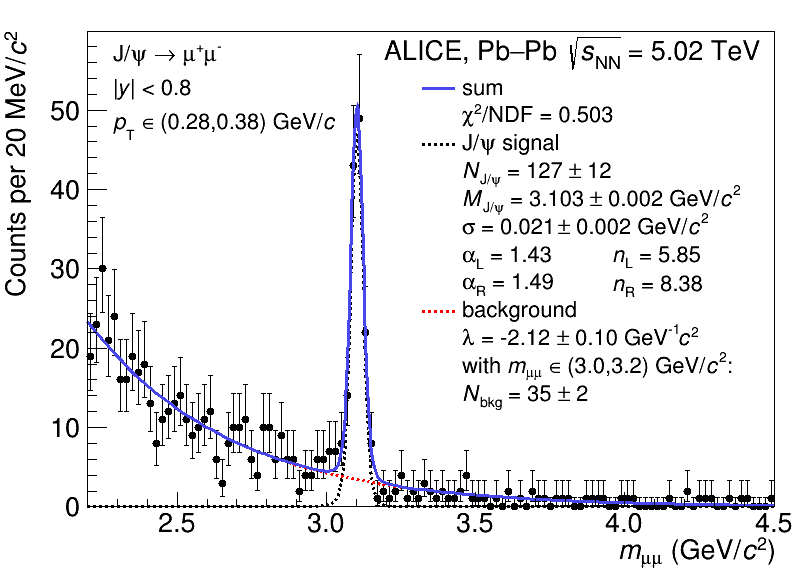 ALICE, Pb–Pb √s_NN = 5.02 TeV
J/ψ → μ⁺μ⁻
|y| < 0.8
p_T ∈ (0.28,0.38) GeV/c
sum
χ²/NDF = 0.503
J/ψ signal
N_J/ψ = 127 ± 12
M_J/ψ = 3.103 ± 0.002 GeV/c²
σ = 0.021 ± 0.002 GeV/c²
α_L = 1.43 n_L = 5.85
α_R = 1.49 n_R = 8.38
background
λ = -2.12 ± 0.10 GeV⁻¹c²
with m_μμ ∈ (3.0,3.2) GeV/c²:
N_bkg = 35 ± 2
Counts per 20 MeV/c²
50
40
30
20
10
0
2.5 3.0 3.5 4.0 4.5
m_μμ (GeV/c²)